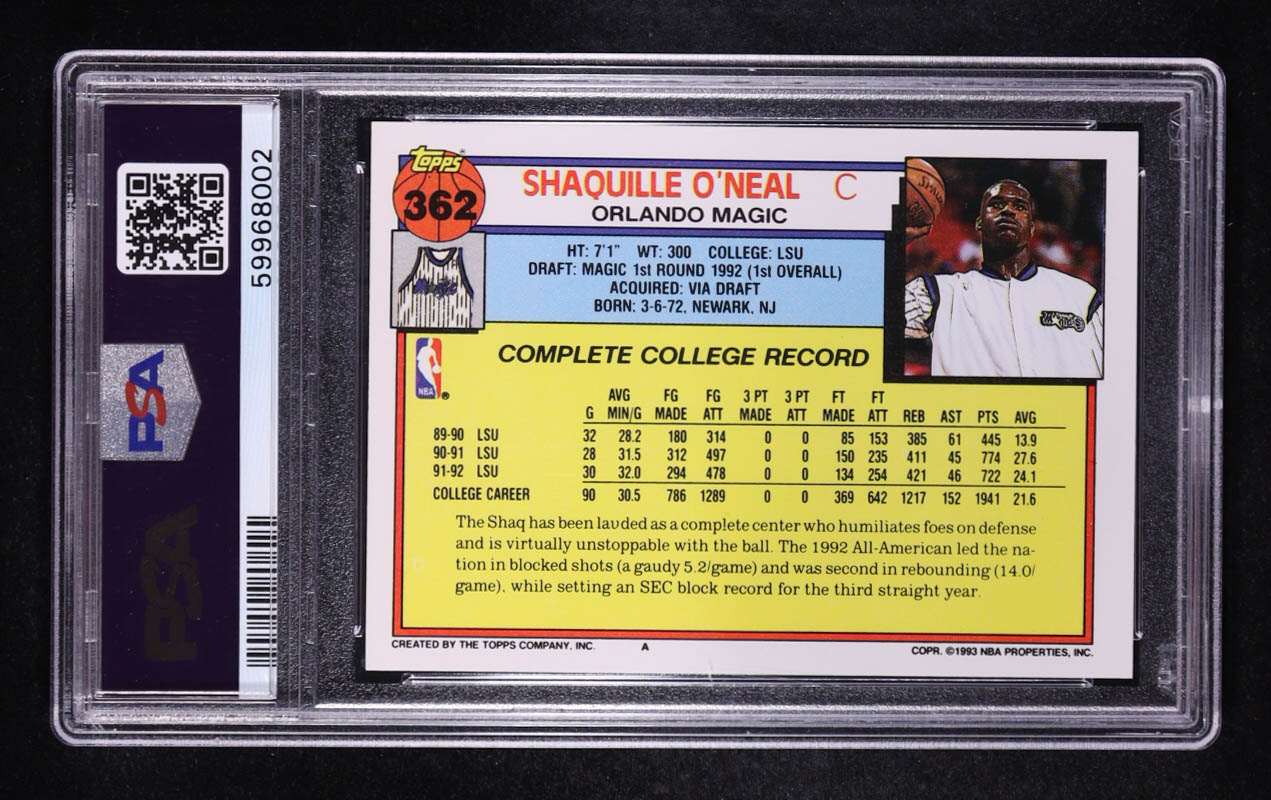 59968002
PSA
PSA
TOPPS
362
SHAQUILLE O'NEAL C
ORLANDO MAGIC
HT: 7'1" WT: 300 COLLEGE: LSU
DRAFT: MAGIC 1st ROUND 1992 (1st OVERALL)
ACQUIRED: VIA DRAFT
BORN: 3-6-72, NEWARK, NJ
Magic
SPALDING
Magic
NBA ®
COMPLETE COLLEGE RECORD
AVG FG FG 3 PT 3 PT FT FT
G MIN/G MADE ATT MADE ATT MADE ATT REB AST PTS AVG
89-90 LSU 32 28.2 180 314 0 0 85 153 385 61 445 13.9
90-91 LSU 28 31.5 312 497 0 0 150 235 411 45 774 27.6
91-92 LSU 30 32.0 294 478 0 0 134 254 421 46 722 24.1
COLLEGE CAREER 90 30.5 786 1289 0 0 369 642 1217 152 1941 21.6
The Shaq has been lauded as a complete center who humiliates foes on defense
and is virtually unstoppable with the ball. The 1992 All-American led the na-
tion in blocked shots (a gaudy 5.2/game) and was second in rebounding (14.0/
game), while setting an SEC block record for the third straight year.
CREATED BY THE TOPPS COMPANY, INC. A COPR. ©1993 NBA PROPERTIES, INC.